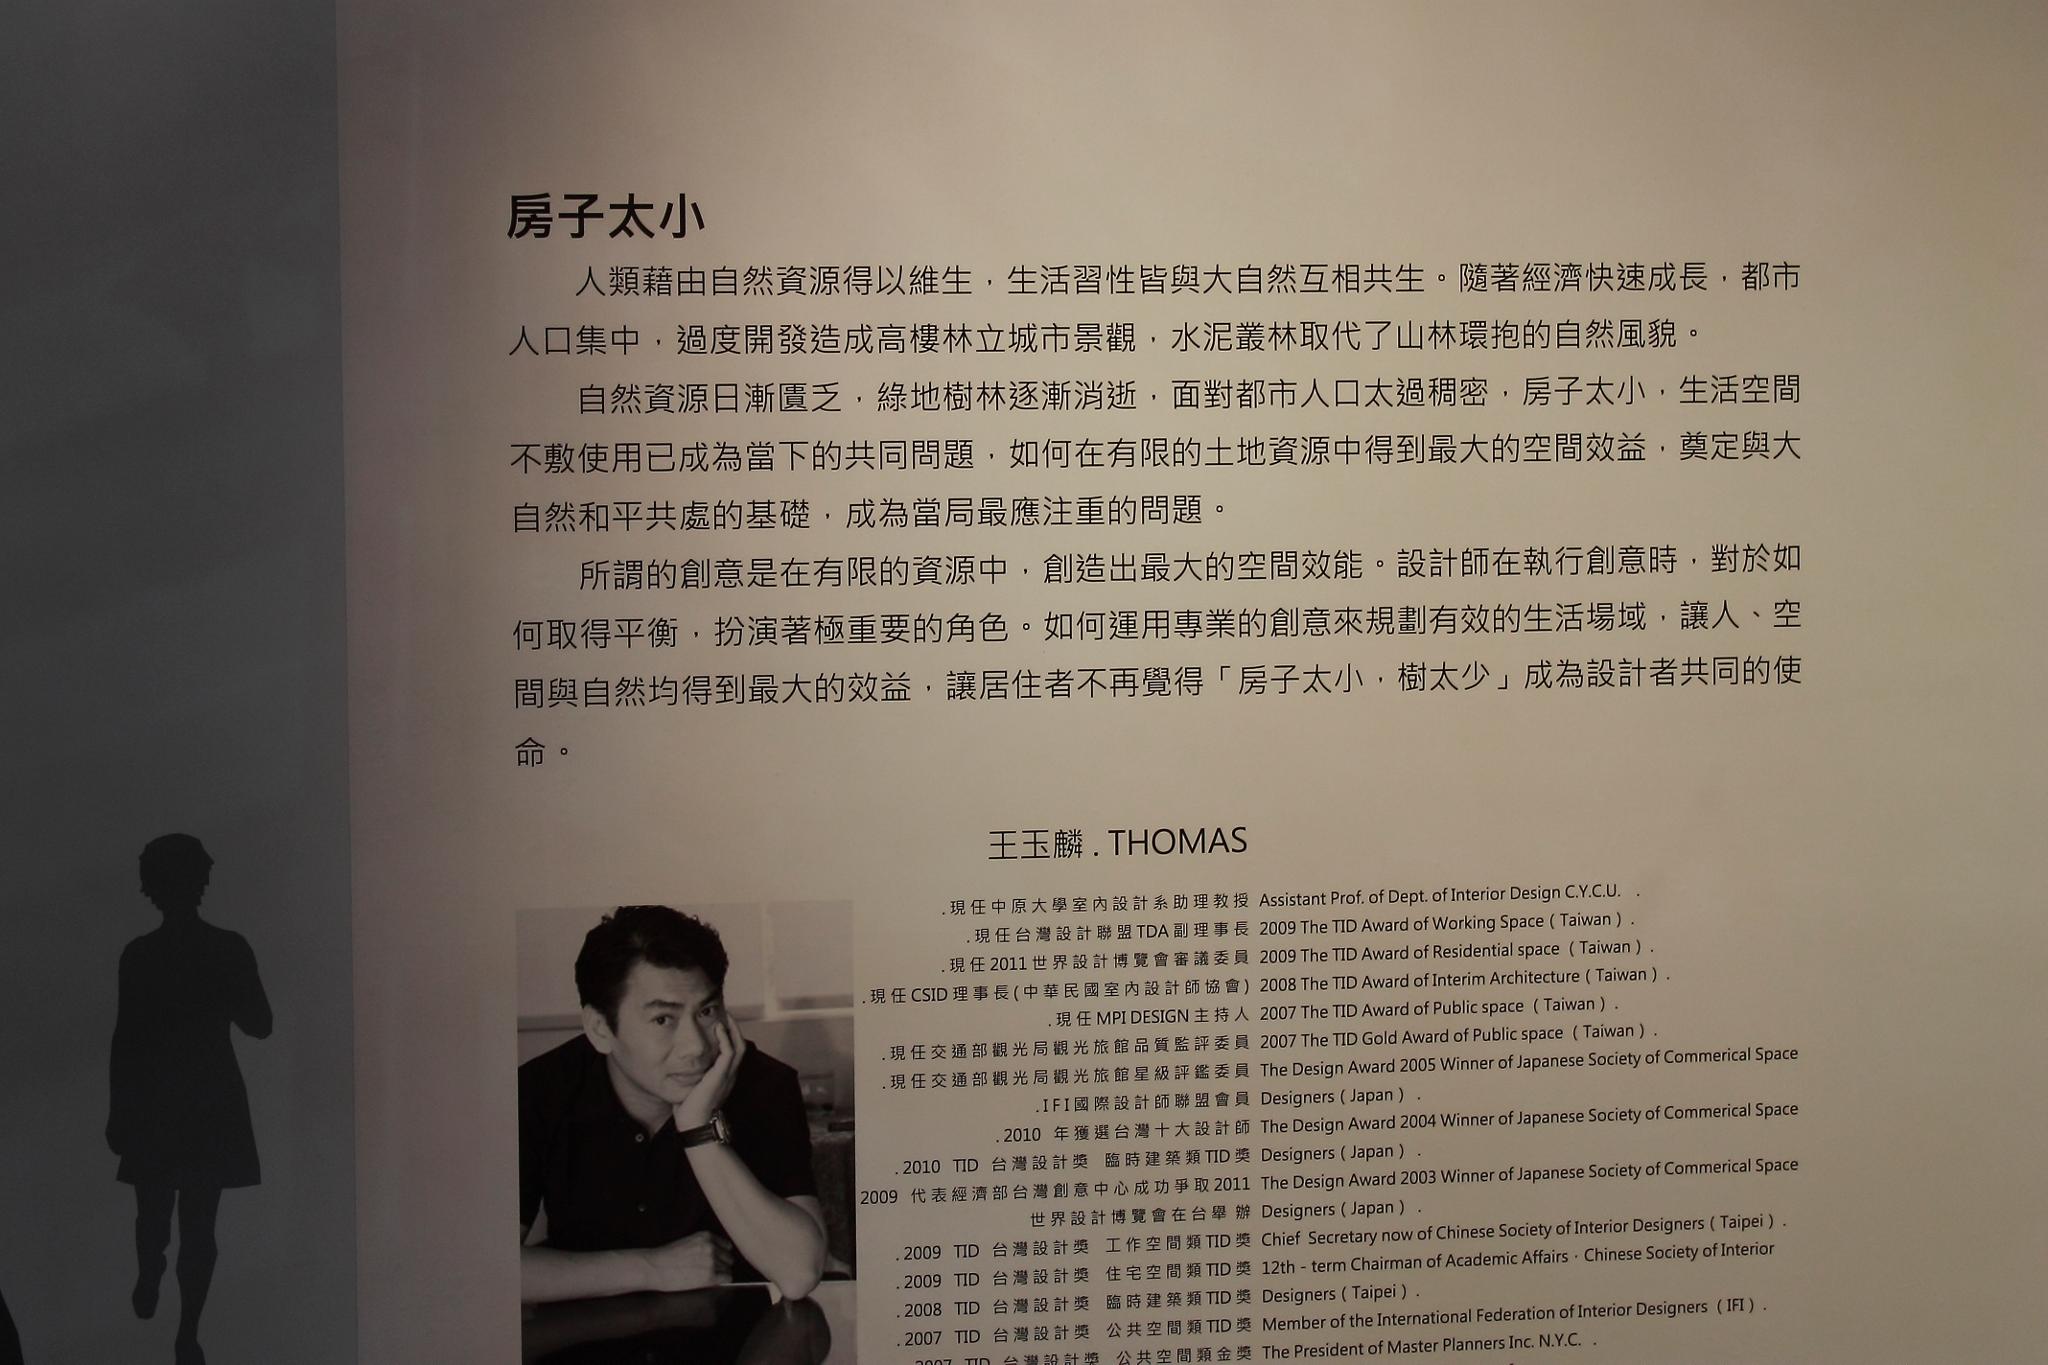 房子太小
人類藉由自然資源得以維生，生活習性皆與大自然互相共生。隨著經濟快速成長，都市
人口集中，過度開發造成高樓林立城市景觀，水泥叢林取代了山林環抱的自然風貌。
自然資源日漸匱乏，綠地樹林逐漸消逝，面對都市人口太過稠密，房子太小，生活空間
不敷使用已成為當下的共同問題，如何在有限的土地資源中得到最大的空間效益，奠定與大
自然和平共處的基礎，成為當局最應注重的問題。
所謂的創意是在有限的資源中，創造出最大的空間效能。設計師在執行創意時，對於如
何取得平衡，扮演著極重要的角色。如何運用專業的創意來規劃有效的生活場域，讓人、空
間與自然均得到最大的效益，讓居住者不再覺得「房子太小，樹太少」成為設計者共同的使
命。
王玉麟 . THOMAS
.現任中原大學室內設計系助理教授
.現任台灣設計聯盟TDA副理事長
.現任2011世界設計博覽會審議委員
.現任CSID理事長(中華民國室內設計師協會)
.現任MPI DESIGN主持人
.現任交通部觀光局觀光旅館品質監評委員
.現任交通部觀光局觀光旅館星級評鑑委員
.IFI國際設計師聯盟會員
.2010 年獲選台灣十大設計師
.2010 TID 台灣設計獎 臨時建築類TID獎
2009 代表經濟部台灣創意中心成功爭取2011
世界設計博覽會在台舉辦
.2009 TID 台灣設計獎 工作空間類TID獎
.2009 TID 台灣設計獎 住宅空間類TID獎
.2008 TID 台灣設計獎 臨時建築類TID獎
.2007 TID 台灣設計獎 公共空間類TID獎
.2007 TID 台灣設計獎 公共空間類金獎
Assistant Prof. of Dept. of Interior Design C.Y.C.U. .
2009 The TID Award of Working Space ( Taiwan ) .
2009 The TID Award of Residential space ( Taiwan ) .
2008 The TID Award of Interim Architecture ( Taiwan ) .
2007 The TID Award of Public space ( Taiwan ) .
2007 The TID Gold Award of Public space ( Taiwan ) .
The Design Award 2005 Winner of Japanese Society of Commerical Space
Designers ( Japan ) .
The Design Award 2004 Winner of Japanese Society of Commerical Space
Designers ( Japan ) .
The Design Award 2003 Winner of Japanese Society of Commerical Space
Designers ( Japan ) .
Chief Secretary now of Chinese Society of Interior Designers ( Taipei ) .
12th - term Chairman of Academic Affairs · Chinese Society of Interior
Designers ( Taipei ) .
Member of the International Federation of Interior Designers ( IFI ) .
The President of Master Planners Inc. N.Y.C. .